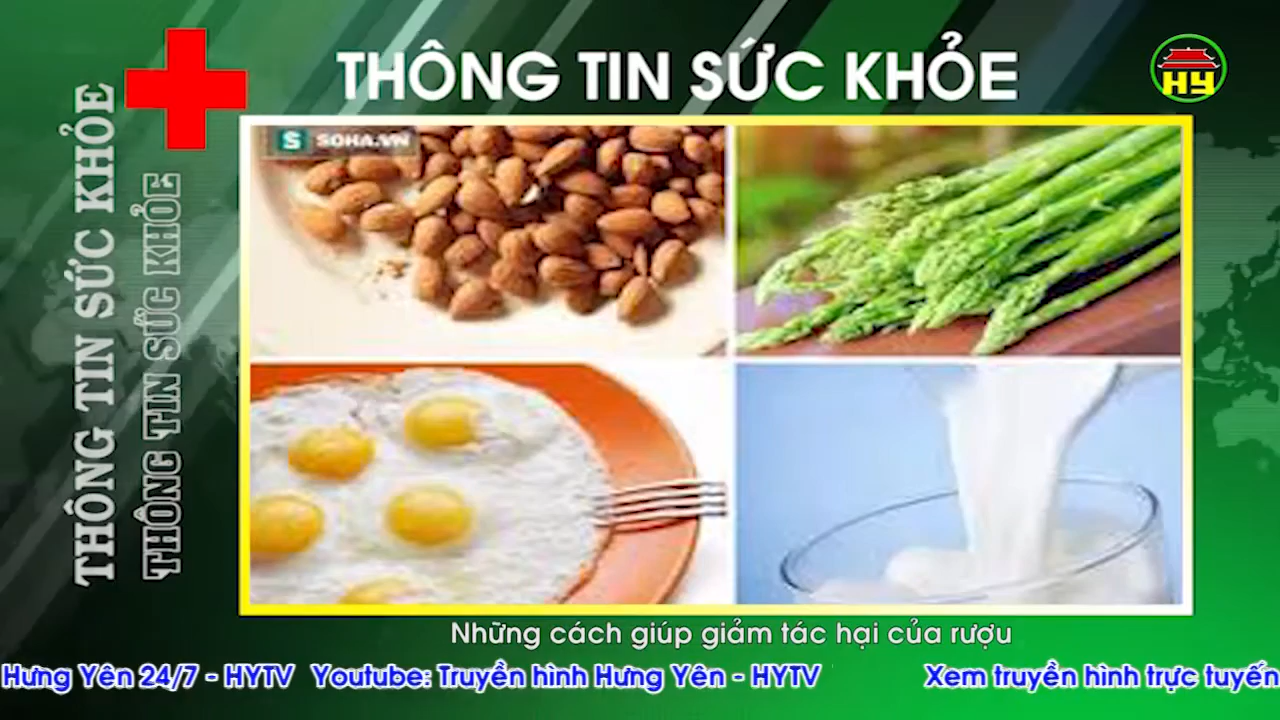 THÔNG TIN SỨC KHỎE
HY
THÔNG TIN SỨC KHỎE
THÔNG TIN SỨC KHỎE
S SOHA.VN
Những cách giúp giảm tác hại của rượu
Hưng Yên 24/7 - HYTV Youtube: Truyền hình Hưng Yên - HYTV Xem truyền hình trực tuyến